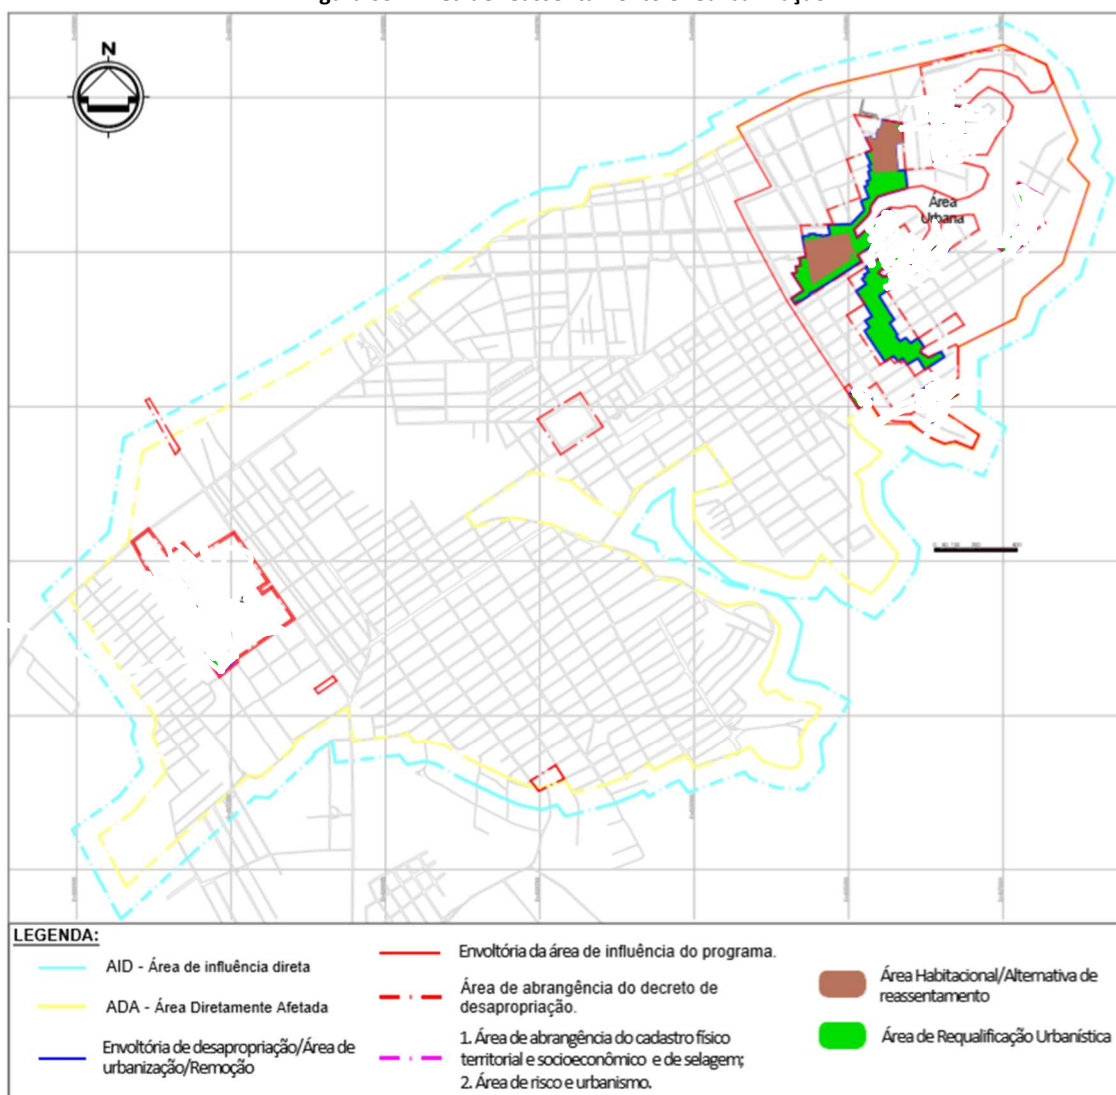 N
Área
Urbana
LEGENDA:
AID - Área de influência direta
ADA - Área Diretamente Afetada
Envoltória de desapropriação/Área de
urbanização/Remoção
Envoltória da área de influência do programa.
Área de abrangência do decreto de
desapropriação.
1. Área de abrangência do cadastro físico
territorial e socioeconômico e de selagem;
2. Área de risco e urbanismo.
Área Habitacional/Alternativa de
reassentamento
Área de Requalificação Urbanística